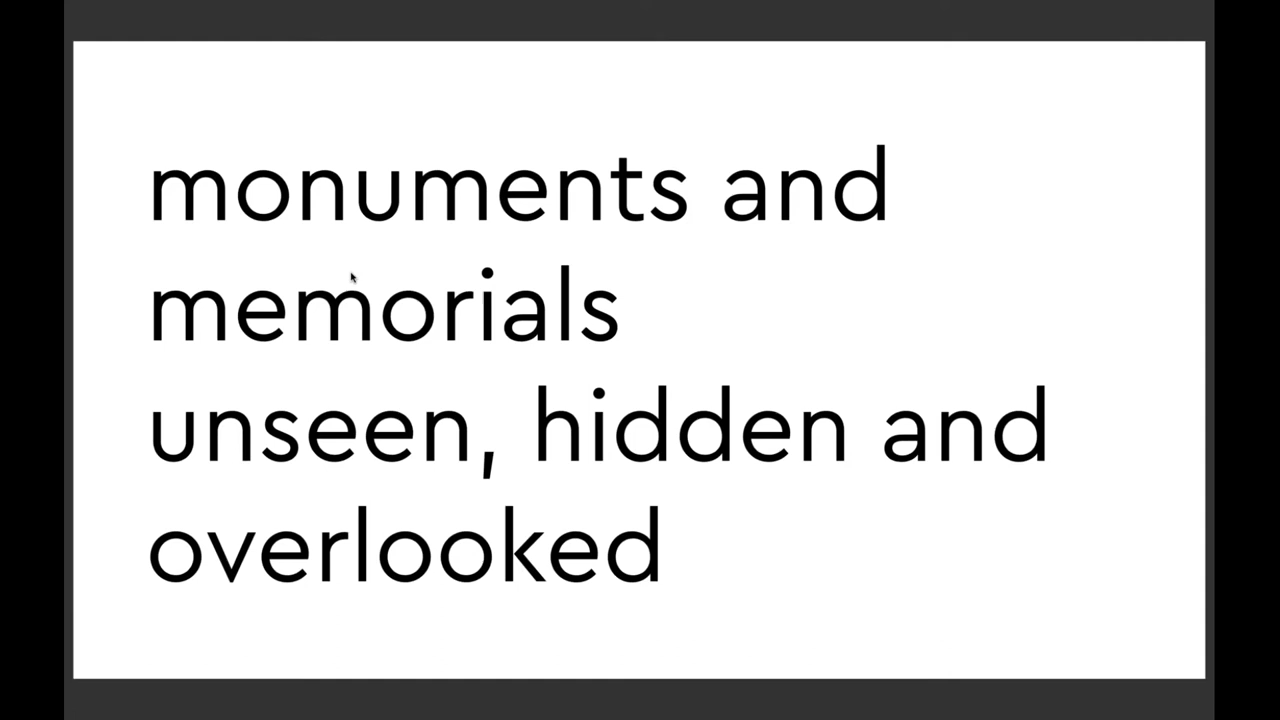 monuments and
memorials
unseen, hidden and
overlooked